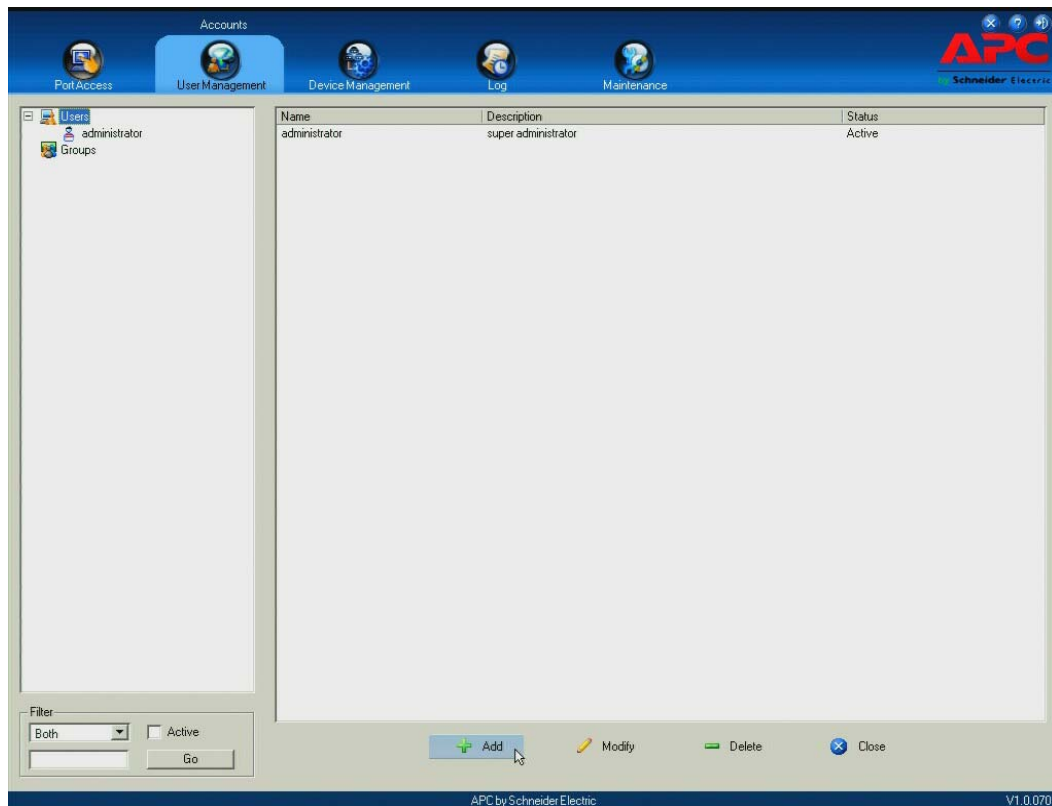 Accounts
APC
by Schneider Electric
Port Access
User Management
Device Management
Log
Maintenance
Users
administrator
Groups
Name Description Status
administrator super administrator Active
Filter
Both
Active
Go
Add
Modify
Delete
Close
APC by Schneider Electric
V1.0.070